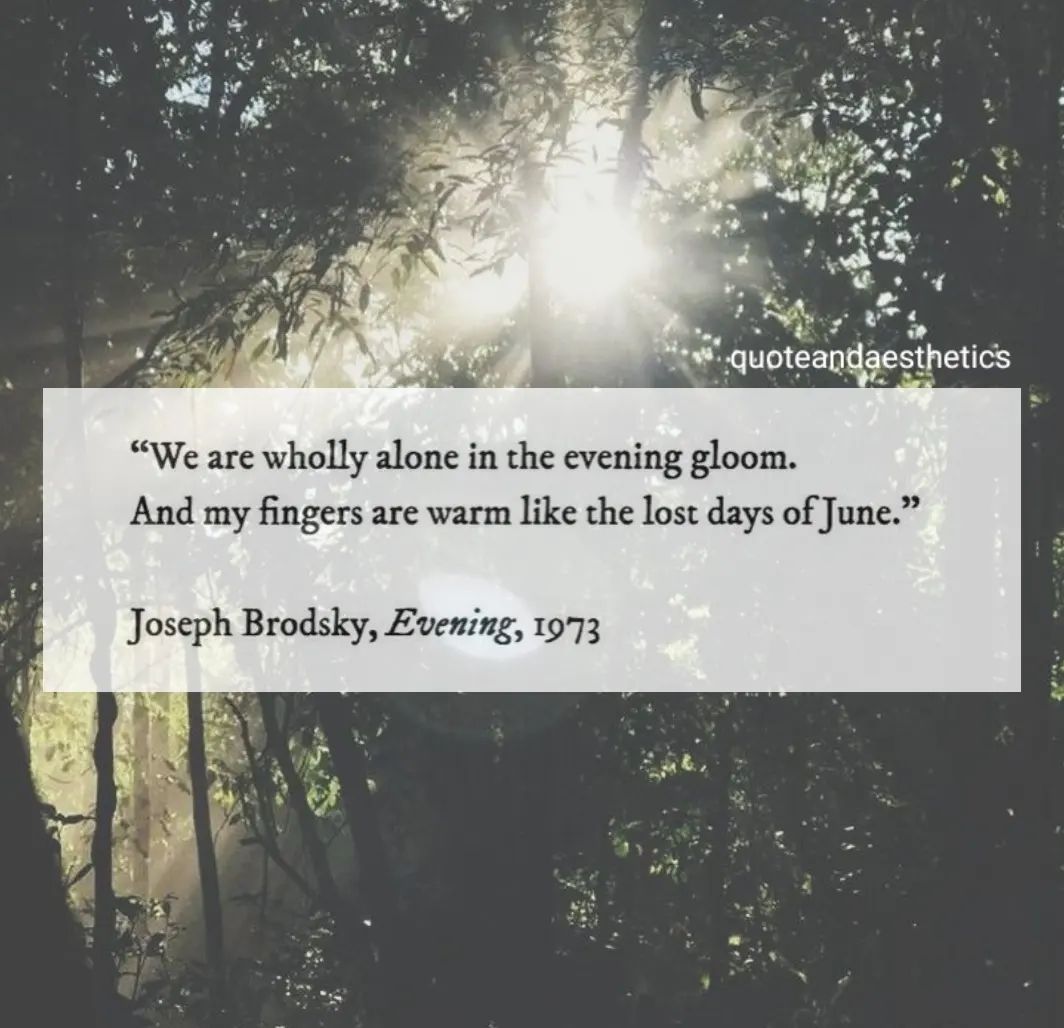 quoteandaesthetics
“We are wholly alone in the evening gloom.
And my fingers are warm like the lost days of June.”
Joseph Brodsky, Evening, 1973